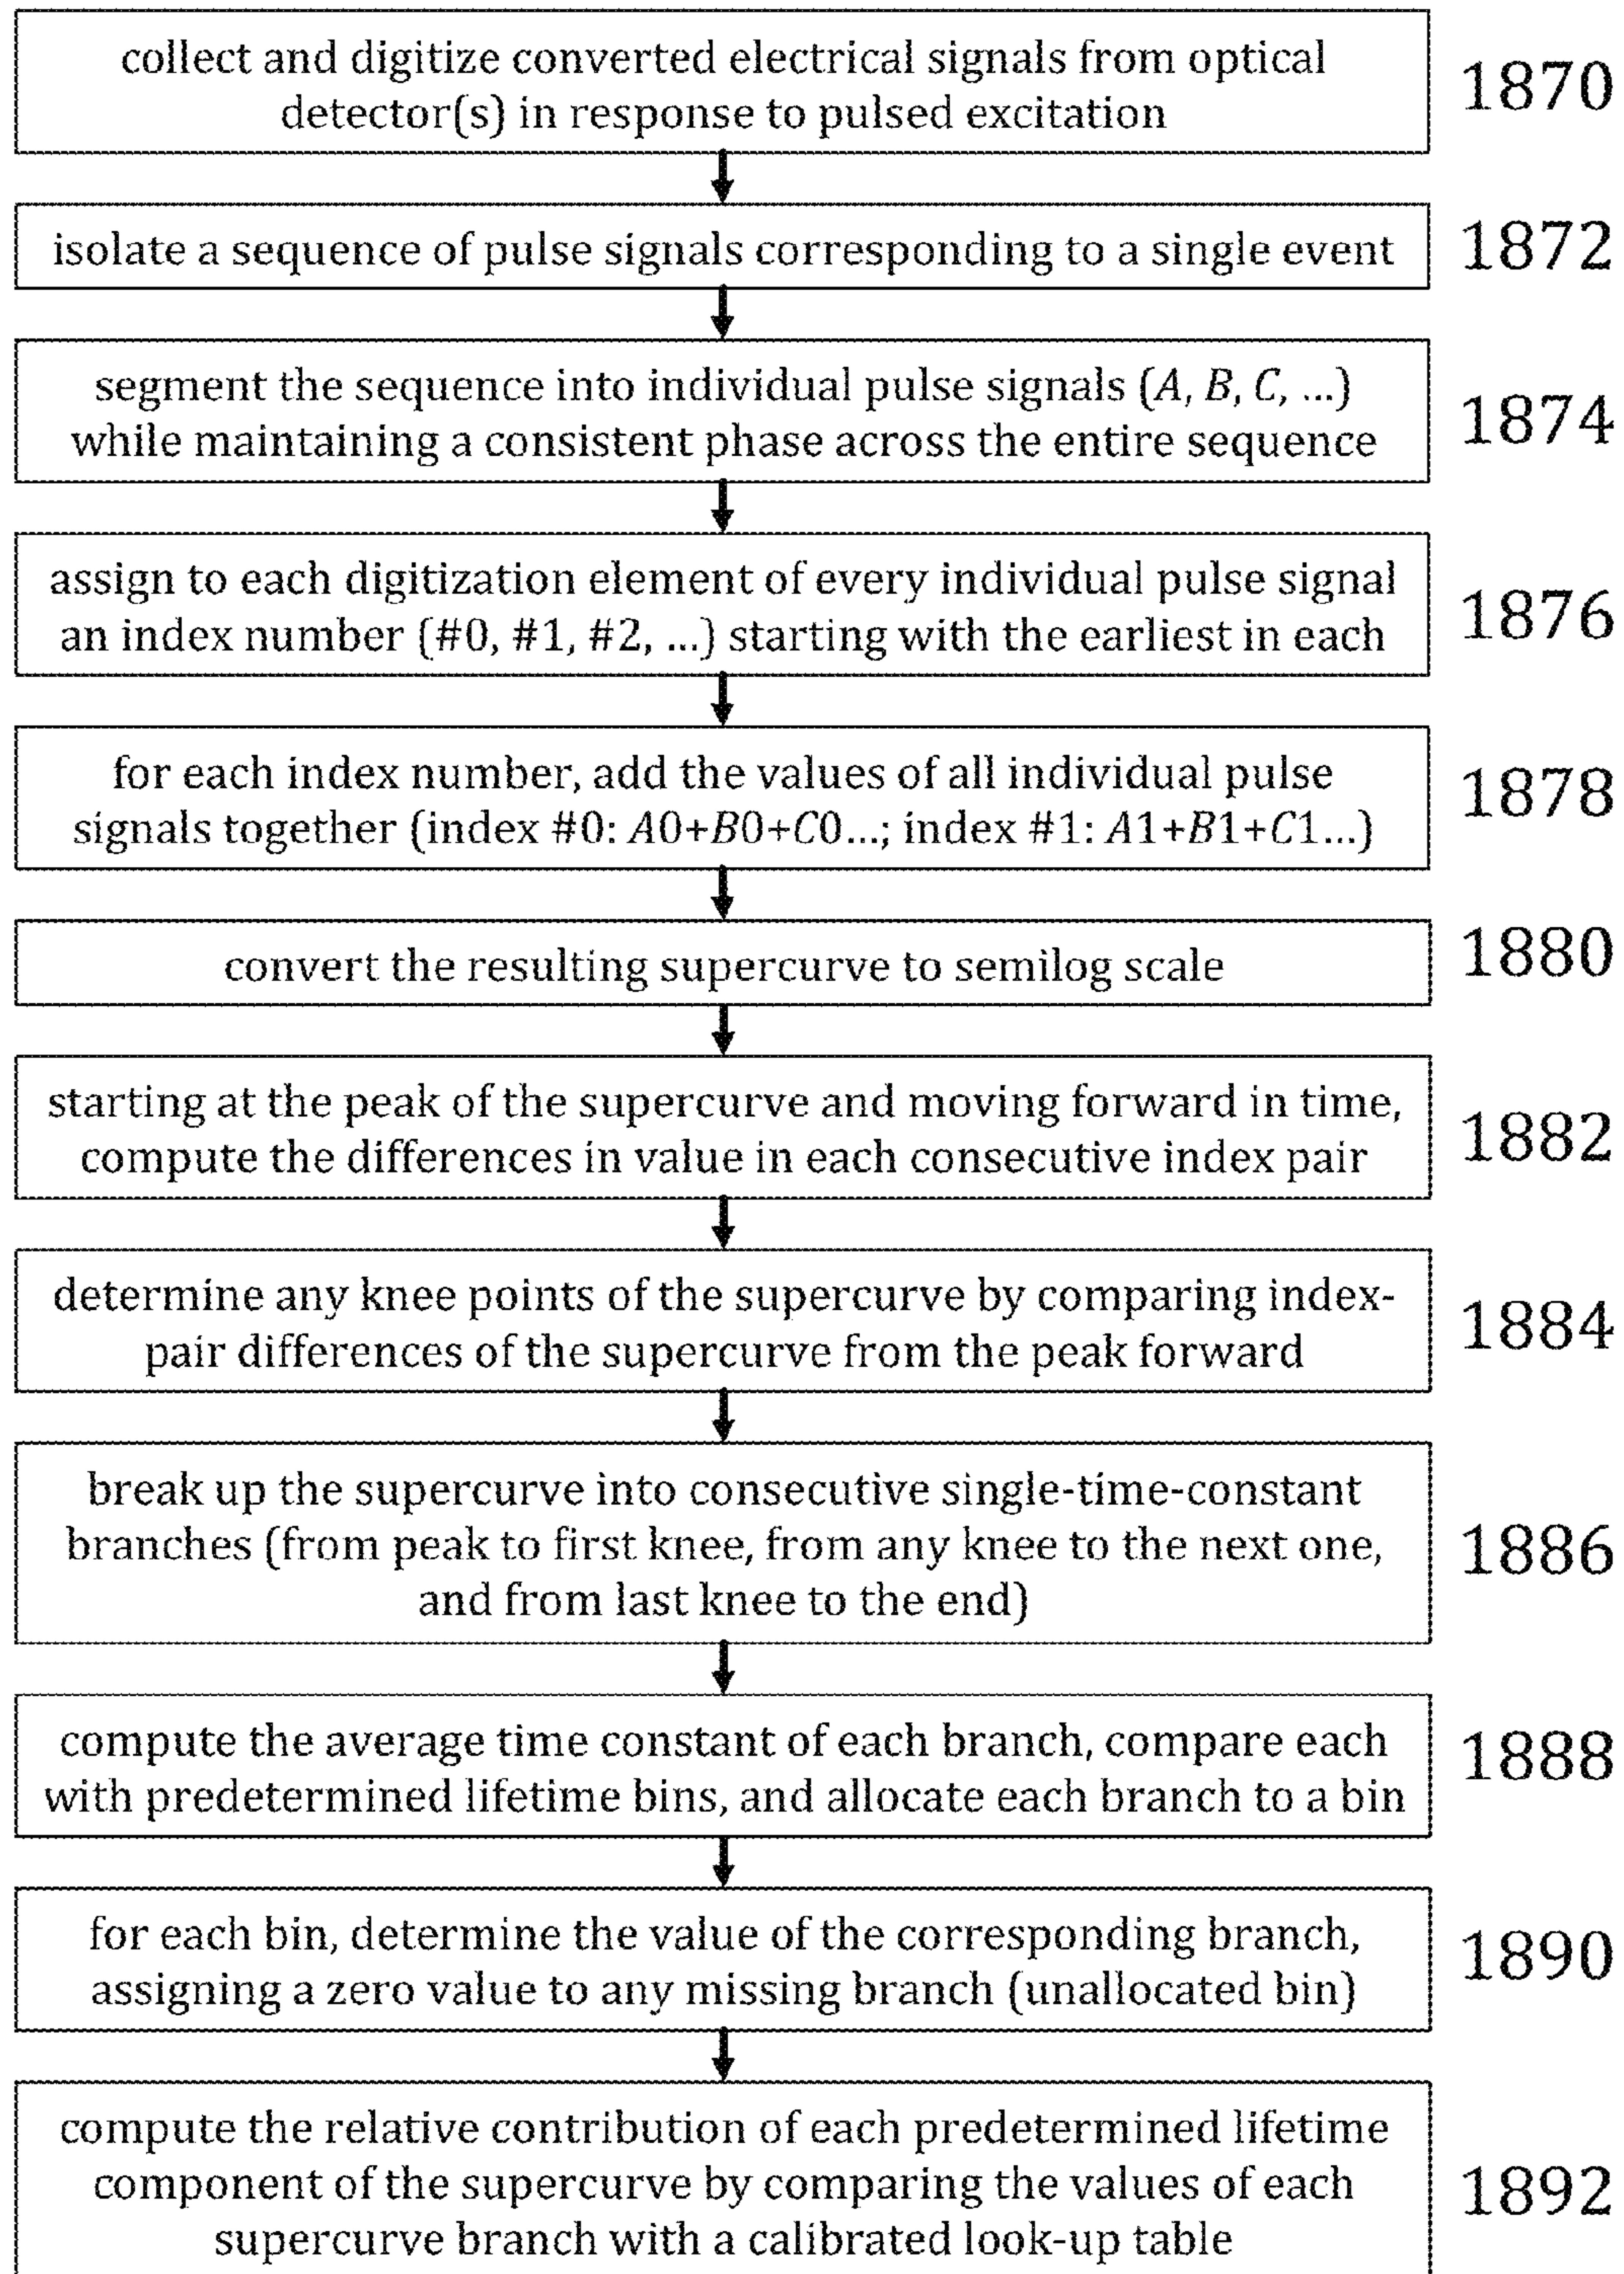 collect and digitize converted electrical signals from optical
detector(s) in response to pulsed excitation
1870
isolate a sequence of pulse signals corresponding to a single event
1872
segment the sequence into individual pulse signals (A, B, C, ...)
while maintaining a consistent phase across the entire sequence
1874
assign to each digitization element of every individual pulse signal
an index number (#0, #1, #2, ...) starting with the earliest in each
1876
for each index number, add the values of all individual pulse
signals together (index #0: A0+B0+C0...; index #1: A1+B1+C1...)
1878
convert the resulting supercurve to semilog scale
1880
starting at the peak of the supercurve and moving forward in time,
compute the differences in value in each consecutive index pair
1882
determine any knee points of the supercurve by comparing index-
pair differences of the supercurve from the peak forward
1884
break up the supercurve into consecutive single-time-constant
branches (from peak to first knee, from any knee to the next one,
and from last knee to the end)
1886
compute the average time constant of each branch, compare each
with predetermined lifetime bins, and allocate each branch to a bin
1888
for each bin, determine the value of the corresponding branch,
assigning a zero value to any missing branch (unallocated bin)
1890
compute the relative contribution of each predetermined lifetime
component of the supercurve by comparing the values of each
supercurve branch with a calibrated look-up table
1892